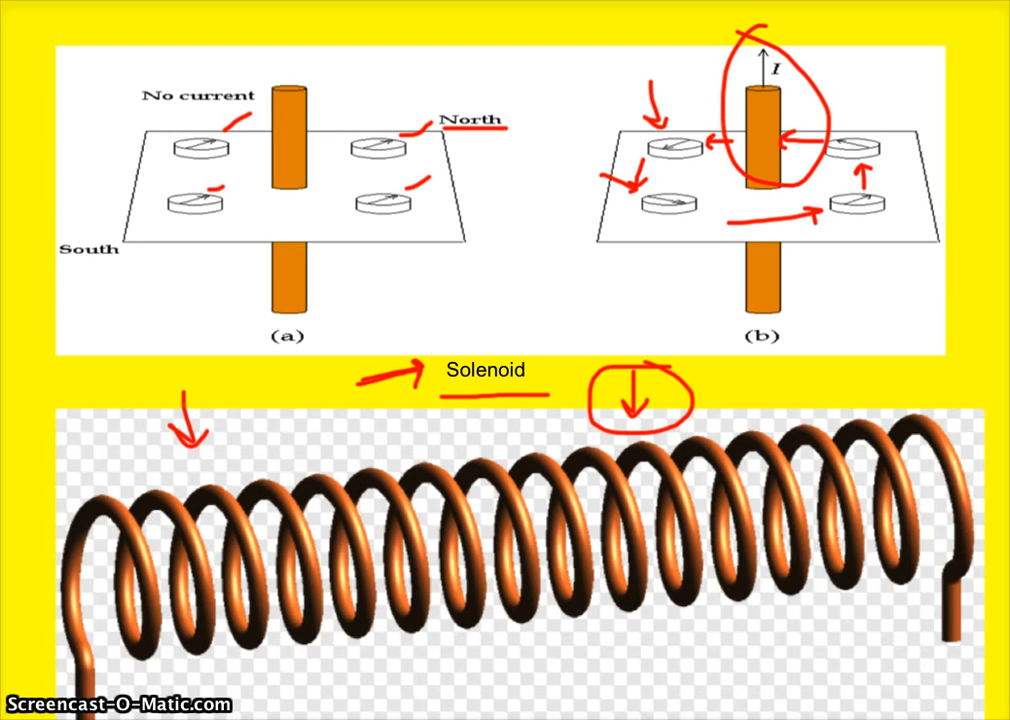 No current
North
I
South
(a)
(b)
Solenoid
Screencast-O-Matic.com